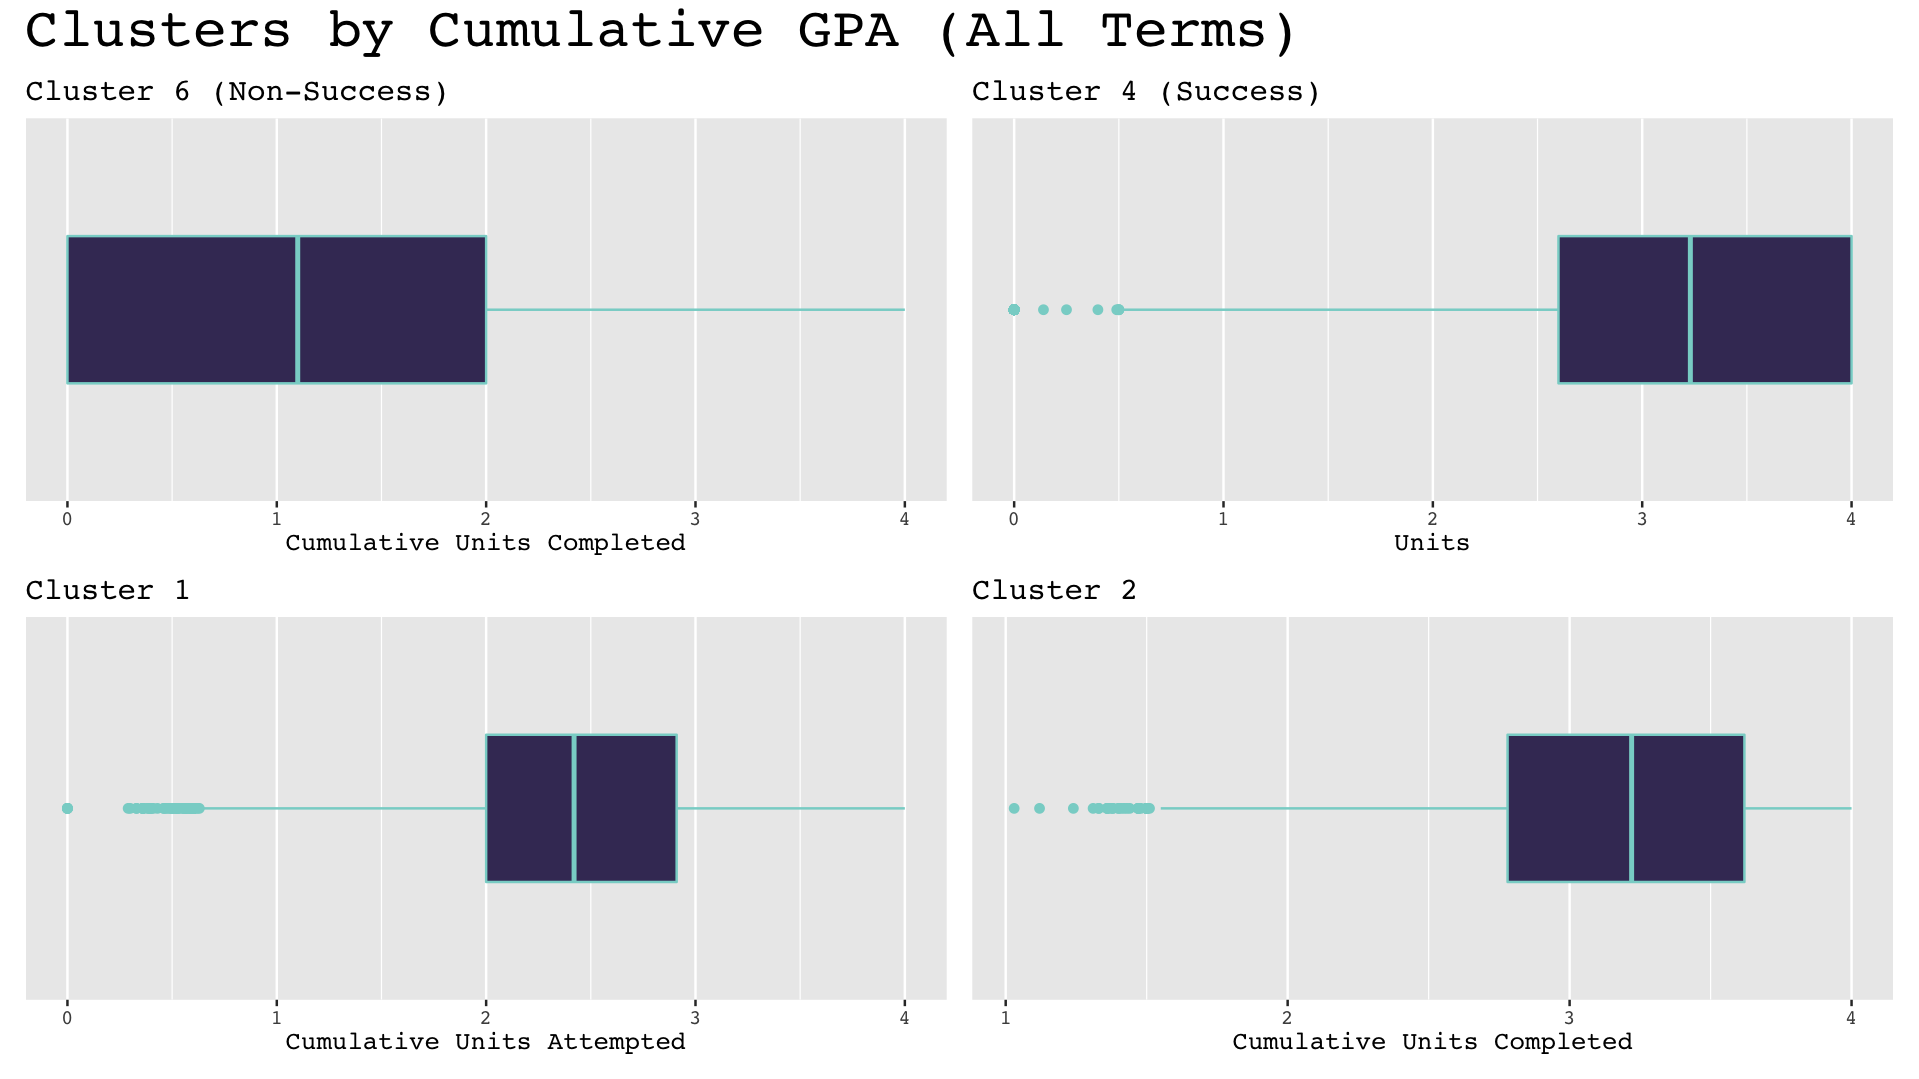 Clusters by Cumulative GPA (All Terms)
Cluster 6 (Non-Success)
0 1 2 3 4
Cumulative Units Completed
Cluster 4 (Success)
0 1 2 3 4
Units
Cluster 1
0 1 2 3 4
Cumulative Units Attempted
Cluster 2
1 2 3 4
Cumulative Units Completed